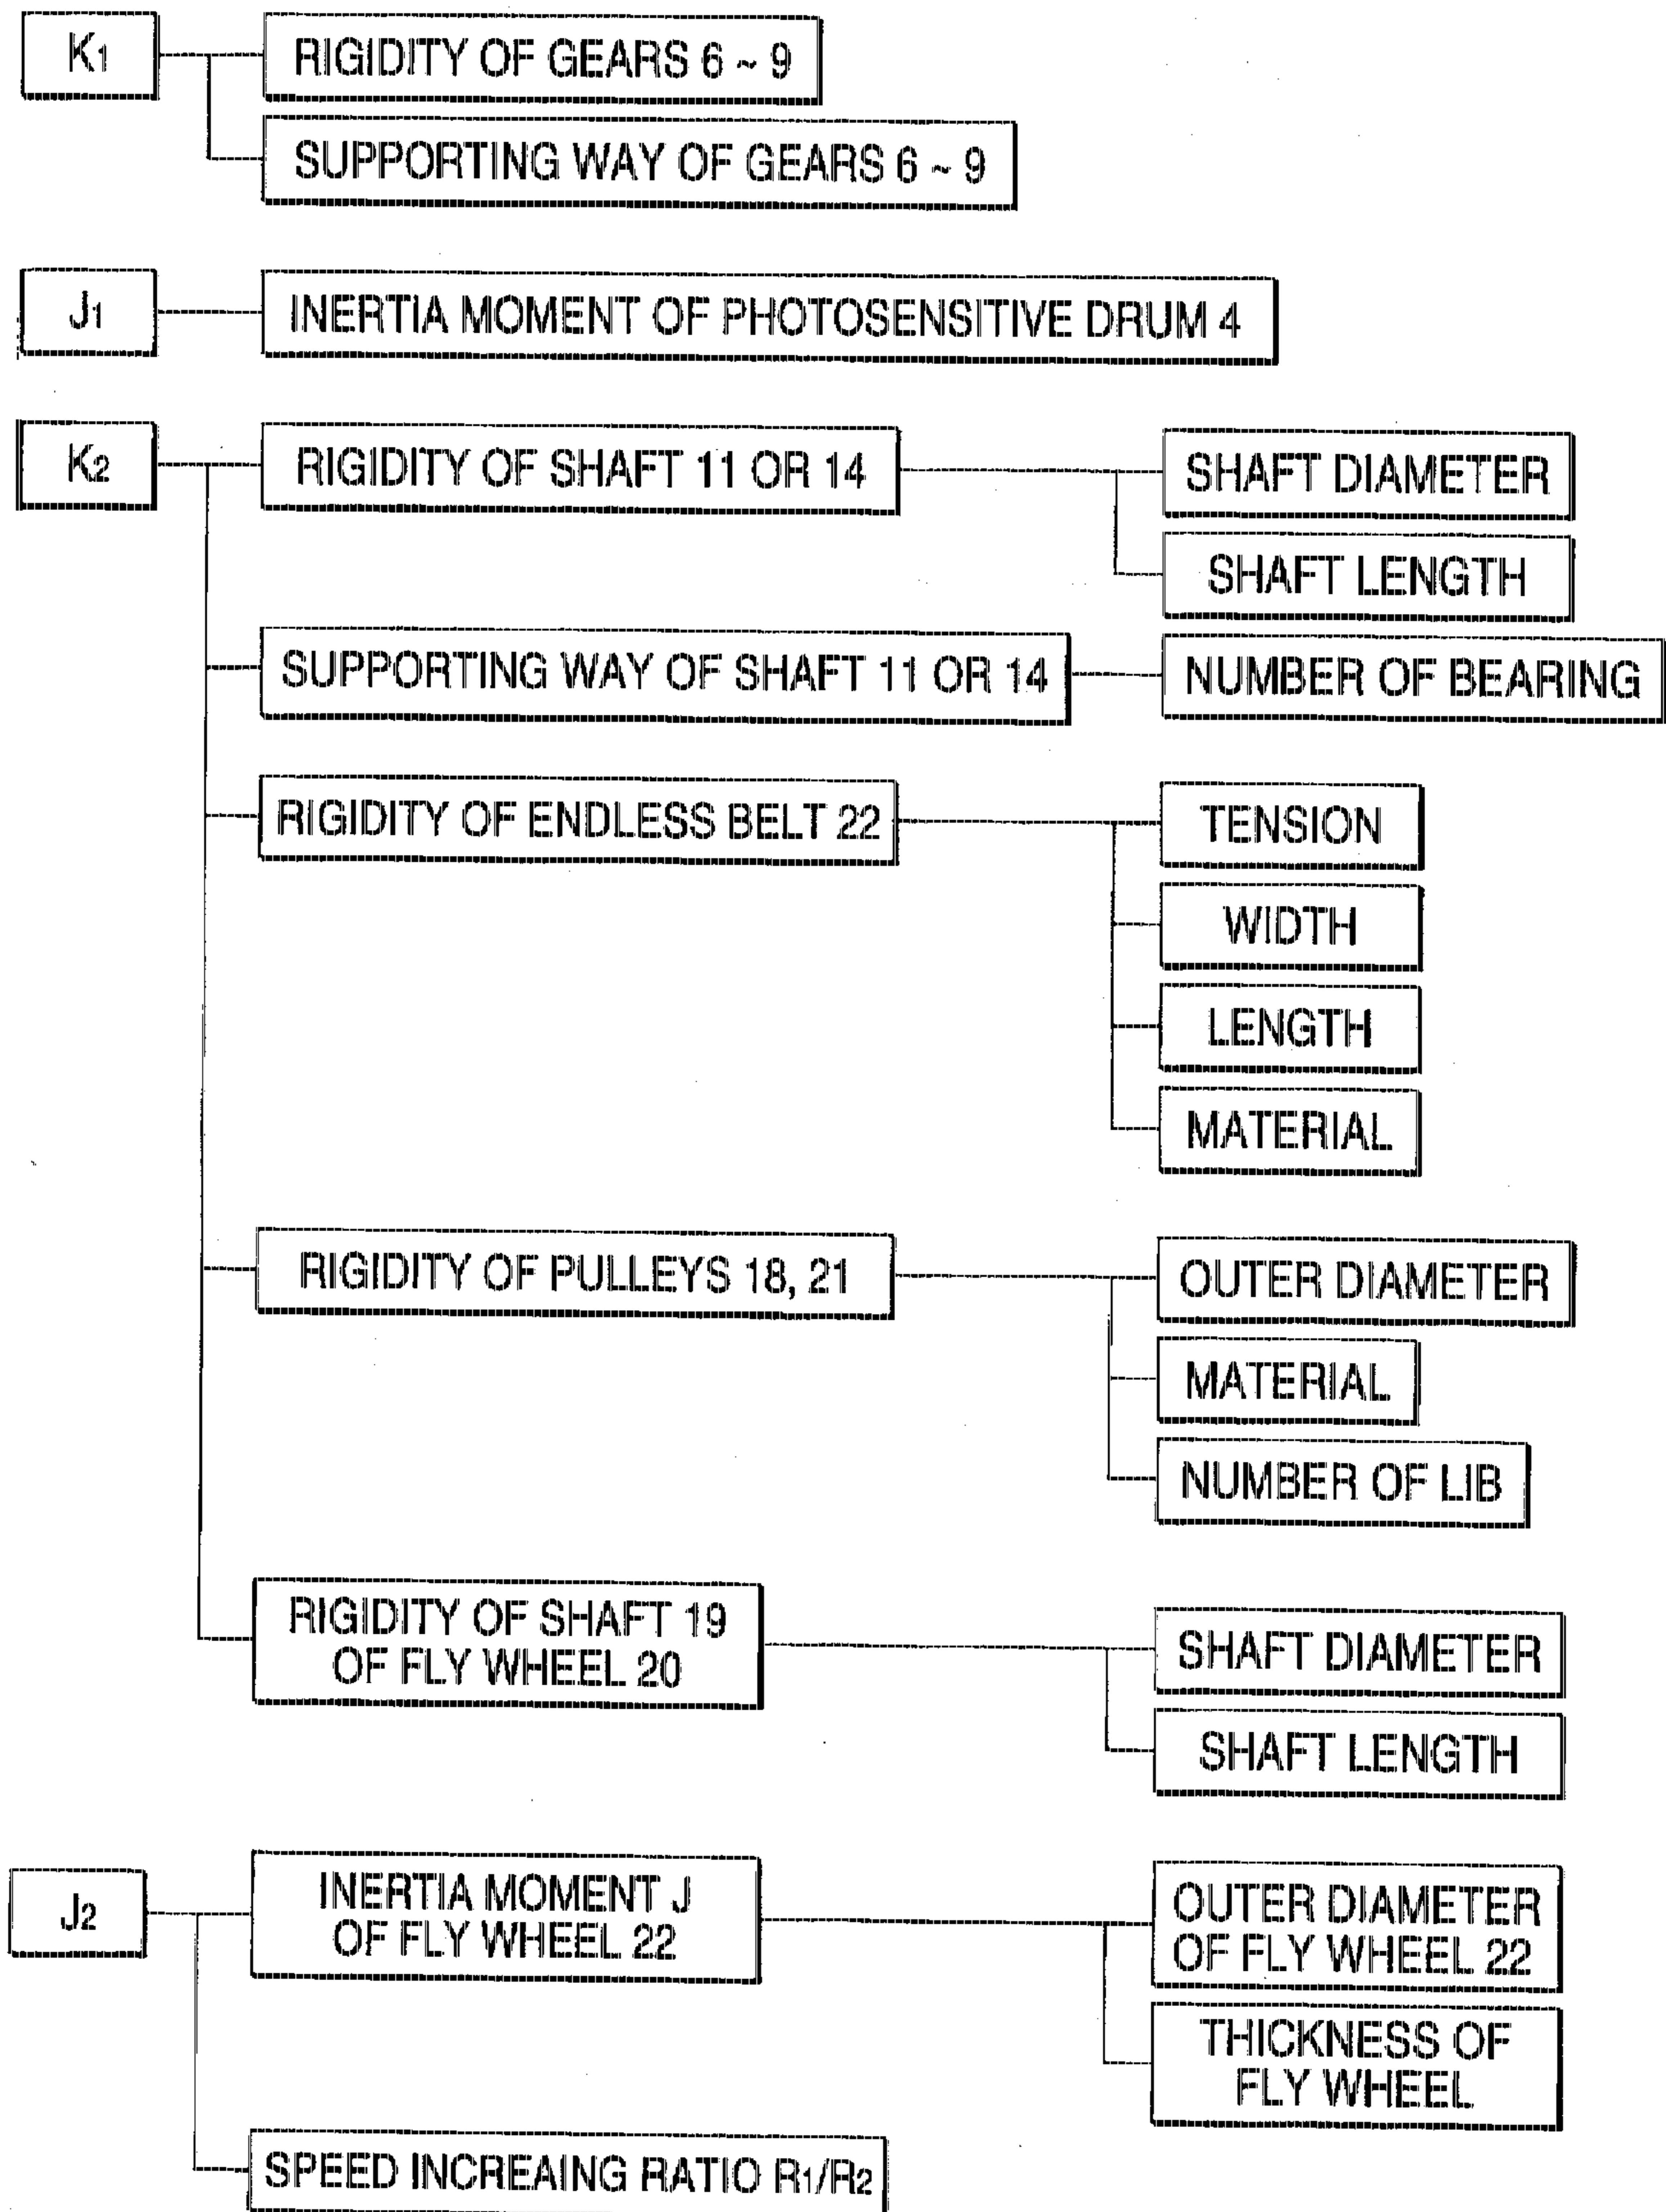 K1
RIGIDITY OF GEARS 6 ~ 9
SUPPORTING WAY OF GEARS 6 ~ 9
J1
INERTIA MOMENT OF PHOTOSENSITIVE DRUM 4
K2
RIGIDITY OF SHAFT 11 OR 14
SHAFT DIAMETER
SHAFT LENGTH
SUPPORTING WAY OF SHAFT 11 OR 14
NUMBER OF BEARING
RIGIDITY OF ENDLESS BELT 22
TENSION
WIDTH
LENGTH
MATERIAL
RIGIDITY OF PULLEYS 18, 21
OUTER DIAMETER
MATERIAL
NUMBER OF LIB
RIGIDITY OF SHAFT 19
OF FLY WHEEL 20
SHAFT DIAMETER
SHAFT LENGTH
J2
INERTIA MOMENT J
OF FLY WHEEL 22
OUTER DIAMETER
OF FLY WHEEL 22
THICKNESS OF
FLY WHEEL
SPEED INCREAING RATIO R1/R2